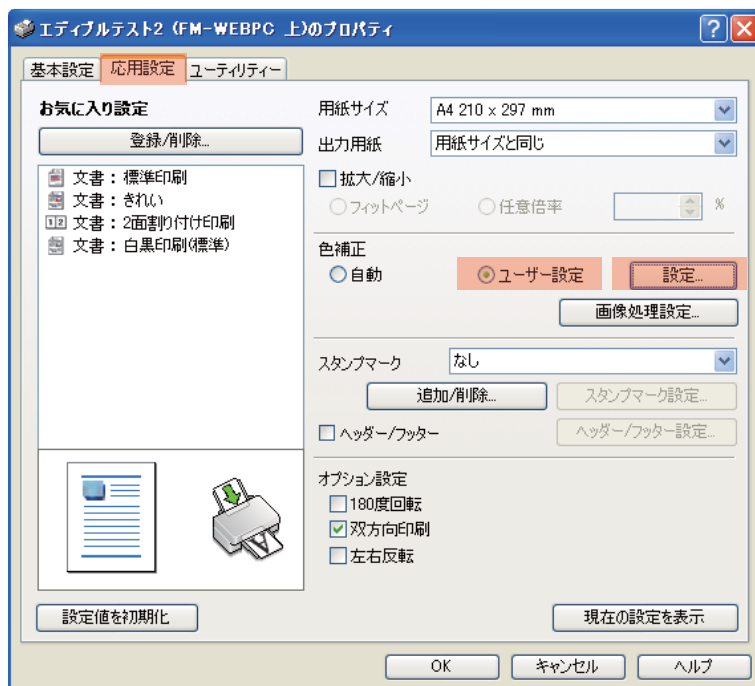 エディブルテスト2 (FM-WEBPC 上)のプロパティ
基本設定 応用設定 ユーティリティー
お気に入り設定
登録/削除...
文書:標準印刷
文書:きれい
文書:2面割り付け印刷
文書:白黒印刷(標準)
用紙サイズ A4 210 x 297 mm
出力用紙 用紙サイズと同じ
拡大/縮小
フィットページ 任意倍率 %
色補正
自動 ユーザー設定 設定...
画像処理設定...
スタンプマーク なし
追加/削除... スタンプマーク設定...
ヘッダー/フッター ヘッダー/フッター設定...
オプション設定
180度回転
双方向印刷
左右反転
設定値を初期化 現在の設定を表示
OK キャンセル ヘルプ